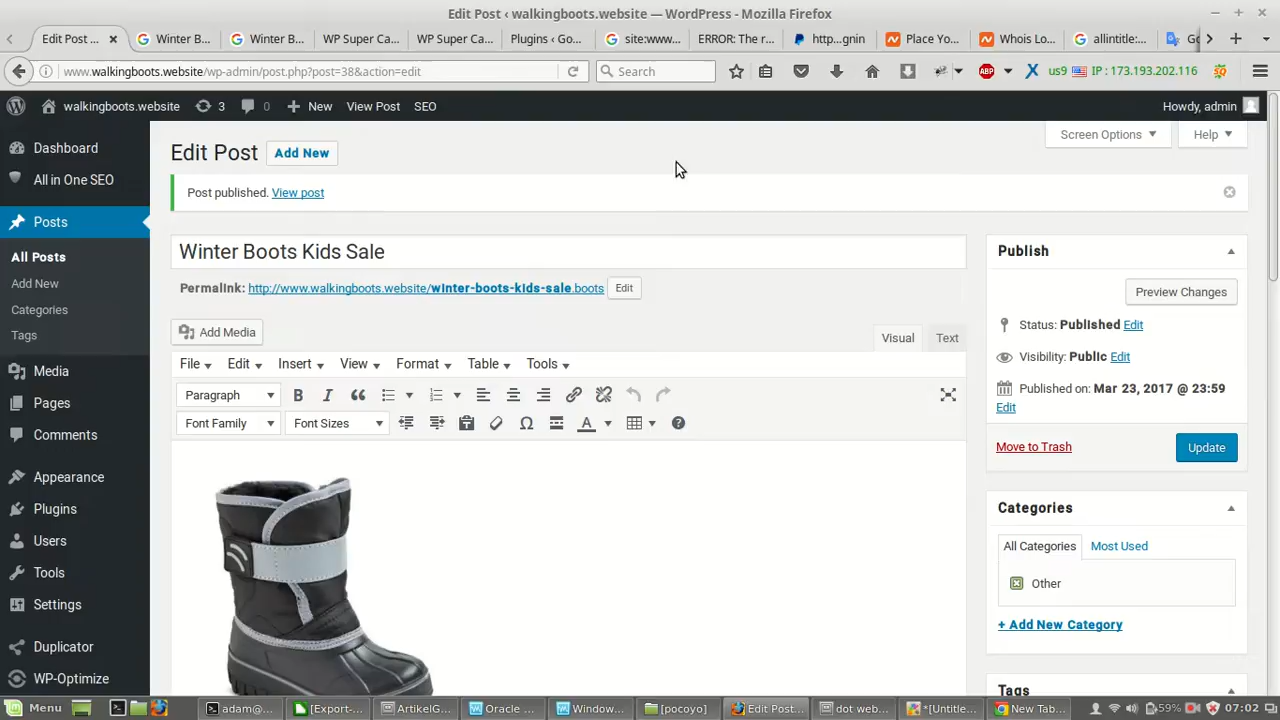 Edit Post ‹ walkingboots.website — WordPress - Mozilla Firefox
Edit Post ... Winter B... Winter B... WP Super Ca... WP Super Ca... Plugins ‹ Go... site:www... ERROR: The r... http...gnin Place Yo... Whois Lo... allintitle:... Go
www.walkingboots.website/wp-admin/post.php?post=38&action=edit Search ABP us9 IP : 173.193.202.116
walkingboots.website 3 0 New View Post SEO Howdy, admin
Screen Options Help
Dashboard
All in One SEO
Posts
All Posts
Add New
Categories
Tags
Media
Pages
Comments
Appearance
Plugins
Users
Tools
Settings
Duplicator
WP-Optimize
Edit Post Add New
Post published. View post
Winter Boots Kids Sale
Permalink: http://www.walkingboots.website/winter-boots-kids-sale.boots Edit
Add Media Visual Text
File Edit Insert View Format Table Tools
Paragraph B I
Font Family Font Sizes A
Publish
Preview Changes
Status: Published Edit
Visibility: Public Edit
Published on: Mar 23, 2017 @ 23:59
Edit
Move to Trash Update
Categories
All Categories Most Used
Other
+ Add New Category
Tags
Menu adam@... [Export-... ArtikelG... Oracle ... Window... [pocoyo] Edit Post... dot web... *[Untitle... New Tab... 59% 07:02